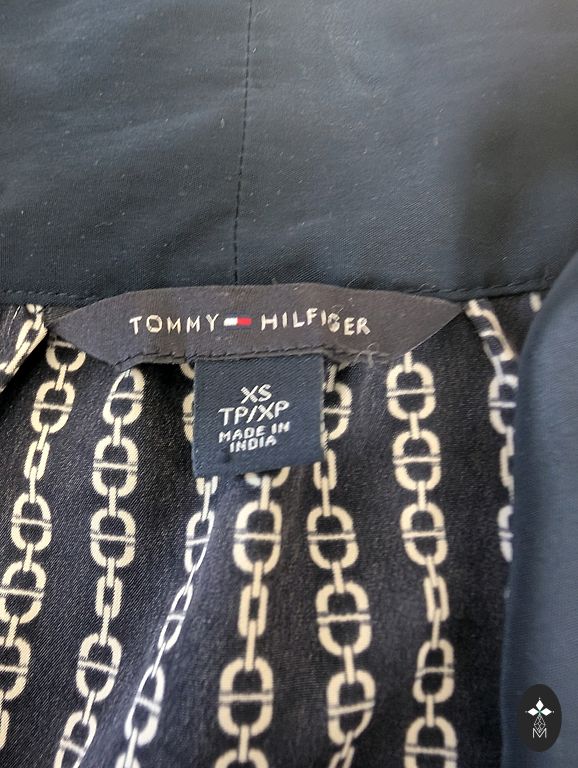 TOMMY HILFIGER
XS
TP/XP
MADE IN
INDIA
M